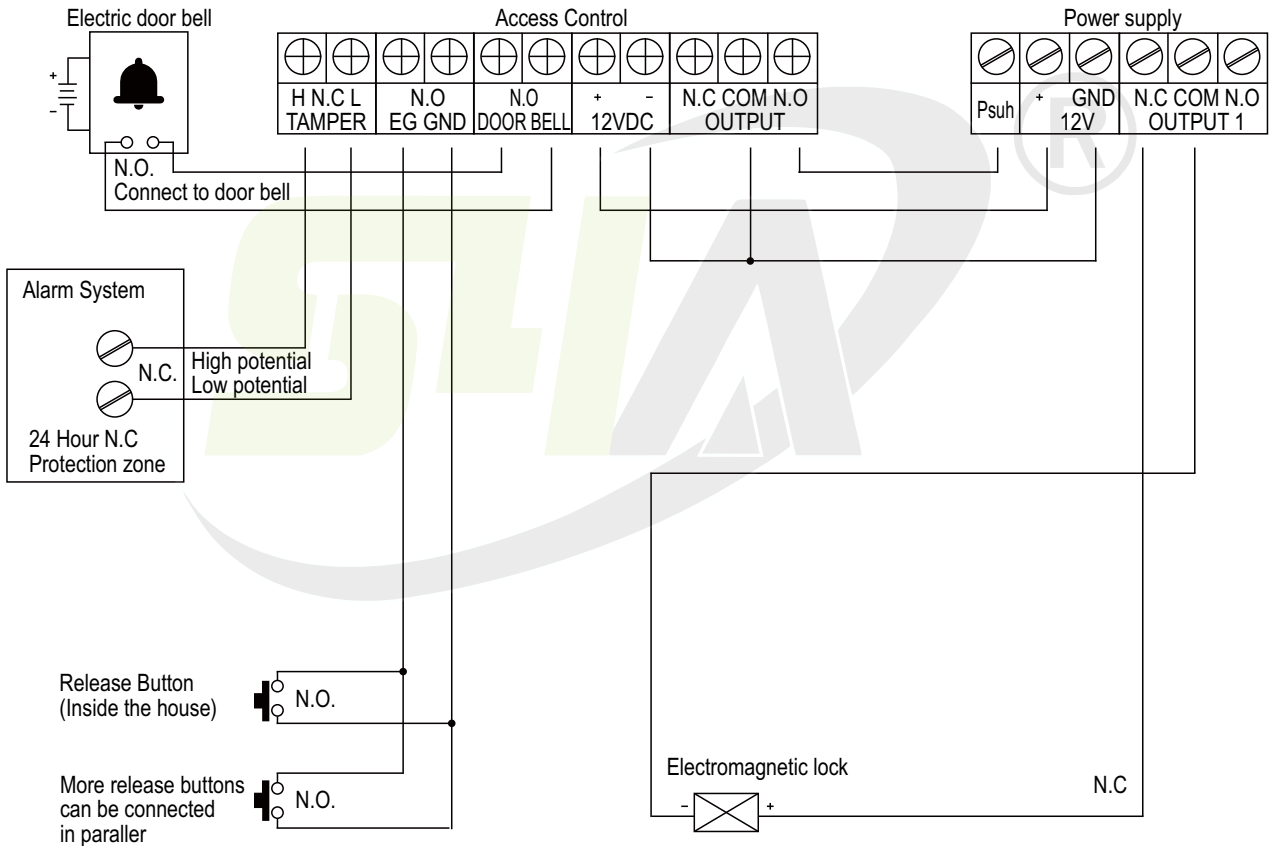 Electric door bell
Access Control
Power supply
+
−
H N.C L
TAMPER
N.O
EG GND
N.O
DOOR BELL
+ −
12VDC
N.C COM N.O
OUTPUT
Psuh
+ GND
12V
N.C COM N.O
OUTPUT 1
N.O.
Connect to door bell
Alarm System
N.C.
High potential
Low potential
24 Hour N.C
Protection zone
Release Button
(Inside the house)
N.O.
More release buttons
can be connected
in paraller
N.O.
Electromagnetic lock
− +
N.C
S4A
®